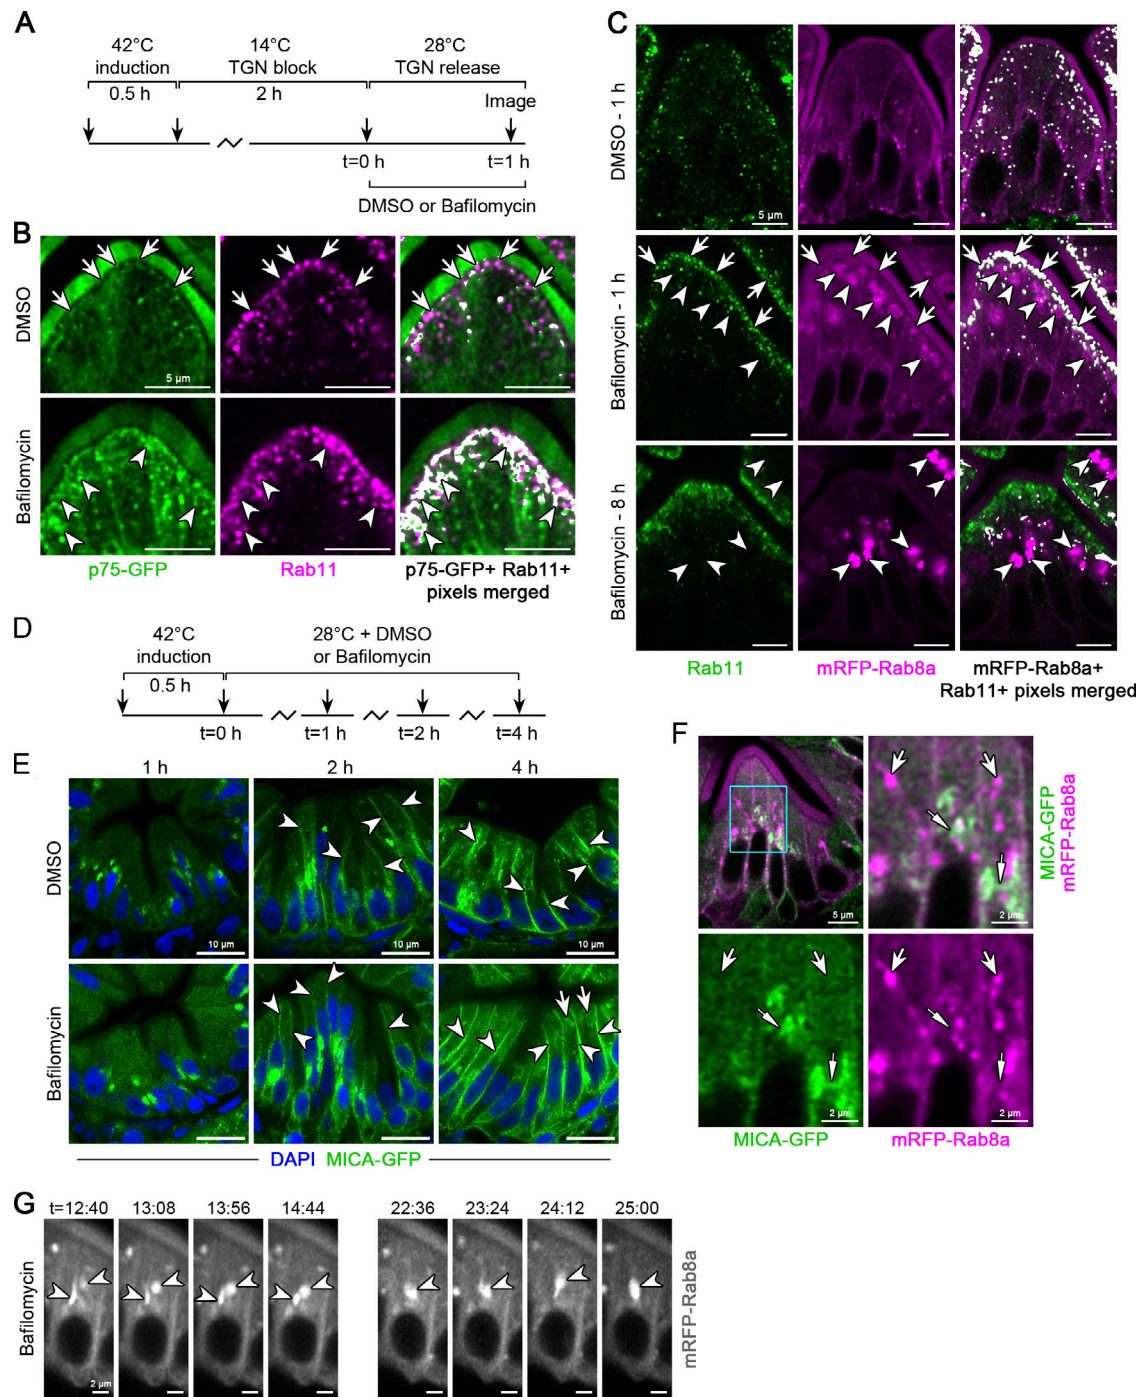 A
42°C
induction
0.5 h
14°C
TGN block
2 h
28°C
TGN release
Image
t=0 h
t=1 h
DMSO or Bafilomycin
B
DMSO
5 µm
Bafilomycin
p75-GFP
Rab11
p75-GFP+ Rab11+
pixels merged
C
DMSO - 1 h
5 µm
Bafilomycin - 1 h
Bafilomycin - 8 h
Rab11
mRFP-Rab8a
mRFP-Rab8a+
Rab11+ pixels merged
D
42°C
induction
0.5 h
28°C + DMSO
or Bafilomycin
t=0 h
t=1 h
t=2 h
t=4 h
E
1 h
2 h
4 h
DMSO
10 µm
10 µm
10 µm
Bafilomycin
DAPI MICA-GFP
F
5 µm
2 µm
MICA-GFP
mRFP-Rab8a
2 µm
2 µm
MICA-GFP
mRFP-Rab8a
G
t=12:40
13:08
13:56
14:44
22:36
23:24
24:12
25:00
Bafilomycin
2 µm
mRFP-Rab8a